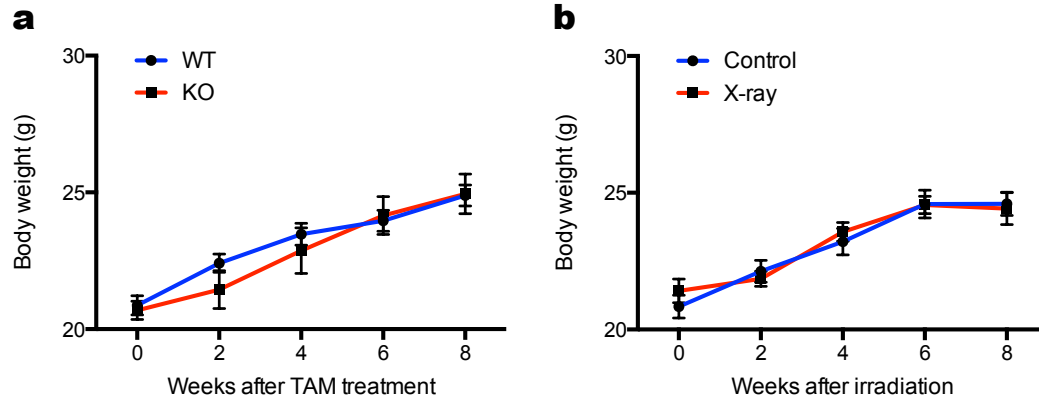 a
WT
KO
30
25
20
Body weight (g)
0 2 4 6 8
Weeks after TAM treatment
b
Control
X-ray
30
25
20
Body weight (g)
0 2 4 6 8
Weeks after irradiation